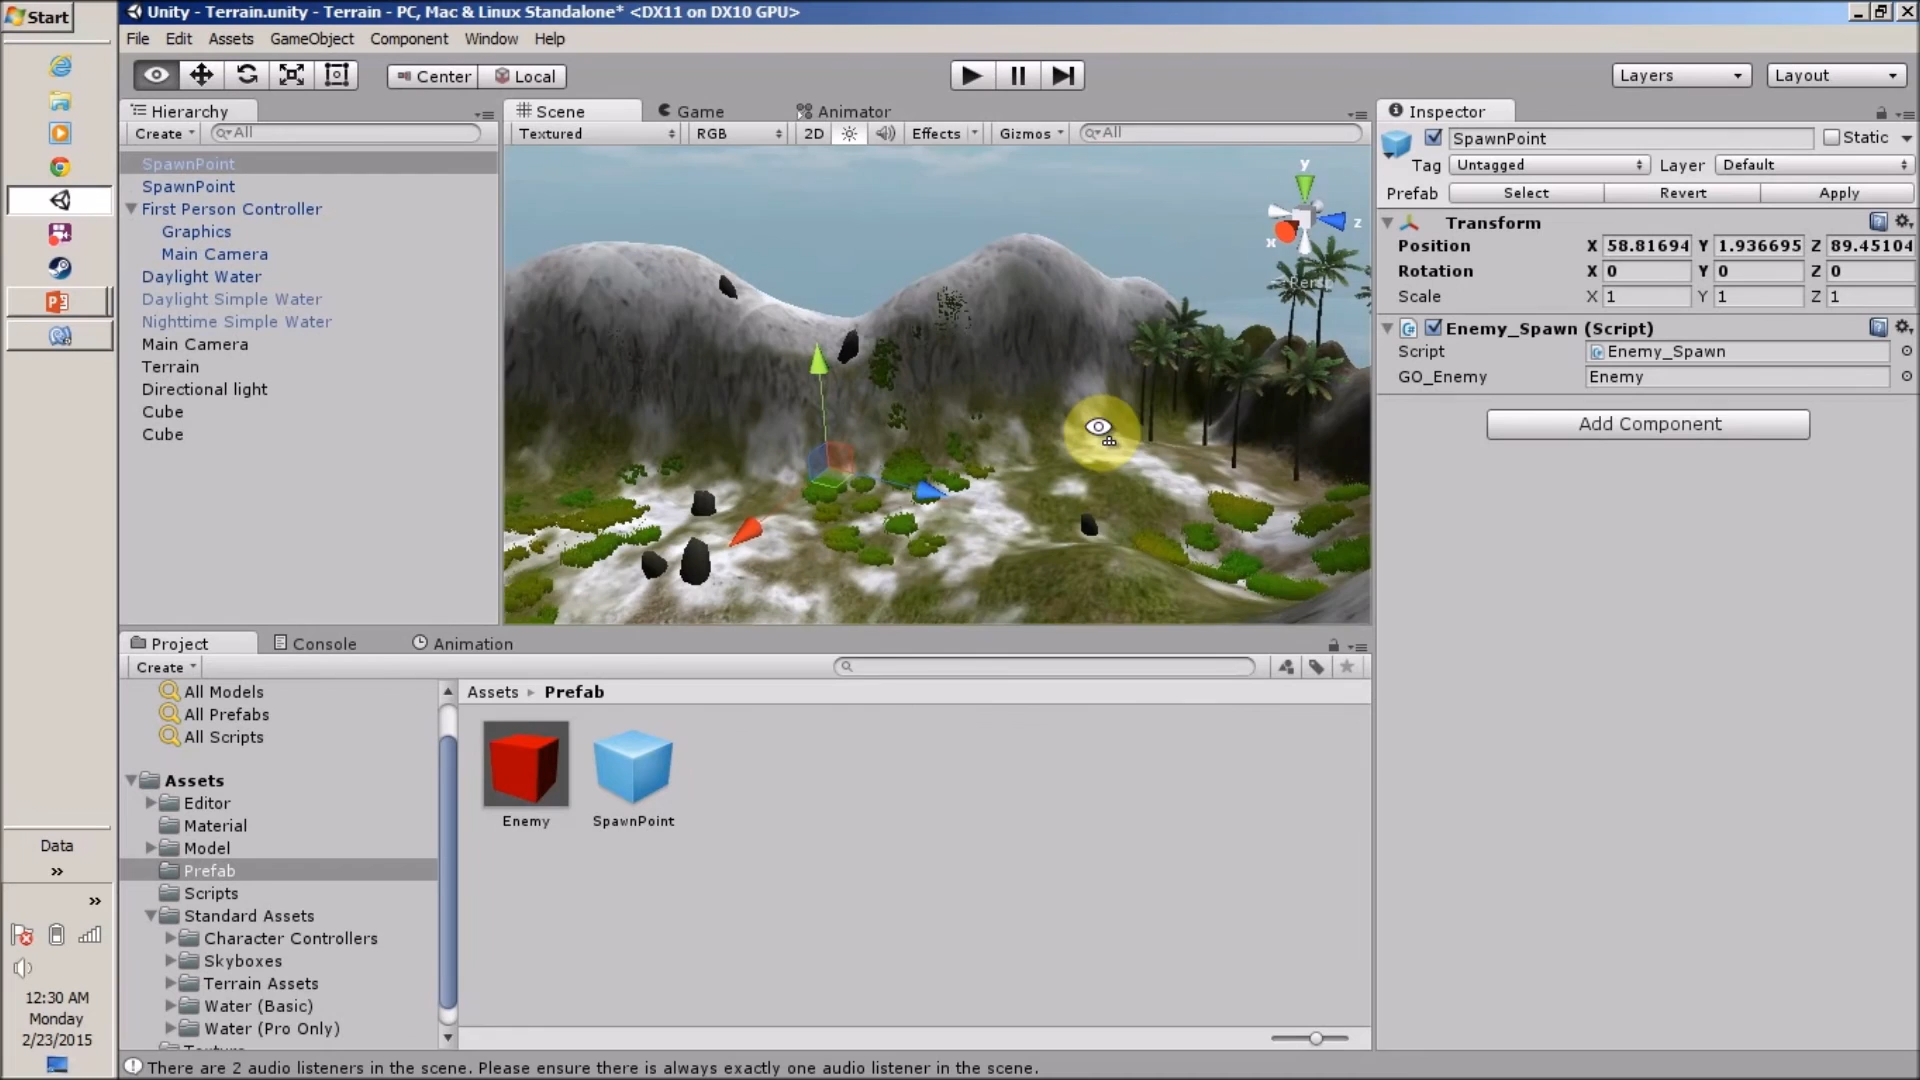 Start
Unity - Terrain.unity - Terrain - PC, Mac & Linux Standalone* <DX11 on DX10 GPU>
File Edit Assets GameObject Component Window Help
Center Local
Layers Layout
Hierarchy
Create All
SpawnPoint
SpawnPoint
First Person Controller
Graphics
Main Camera
Daylight Water
Daylight Simple Water
Nighttime Simple Water
Main Camera
Terrain
Directional light
Cube
Cube
Scene Game Animator
Textured RGB 2D Effects Gizmos All
y
z
x
Persp
Inspector
SpawnPoint Static
Tag Untagged Layer Default
Prefab Select Revert Apply
Transform
Position X 58.81694 Y 1.936695 Z 89.45104
Rotation X 0 Y 0 Z 0
Scale X 1 Y 1 Z 1
Enemy_Spawn (Script)
Script Enemy_Spawn
GO_Enemy Enemy
Add Component
Project Console Animation
Create
All Models
All Prefabs
All Scripts
Assets
Editor
Material
Model
Prefab
Scripts
Standard Assets
Character Controllers
Skyboxes
Terrain Assets
Water (Basic)
Water (Pro Only)
Assets Prefab
Enemy SpawnPoint
Data
»
»
12:30 AM
Monday
2/23/2015
There are 2 audio listeners in the scene. Please ensure there is always exactly one audio listener in the scene.